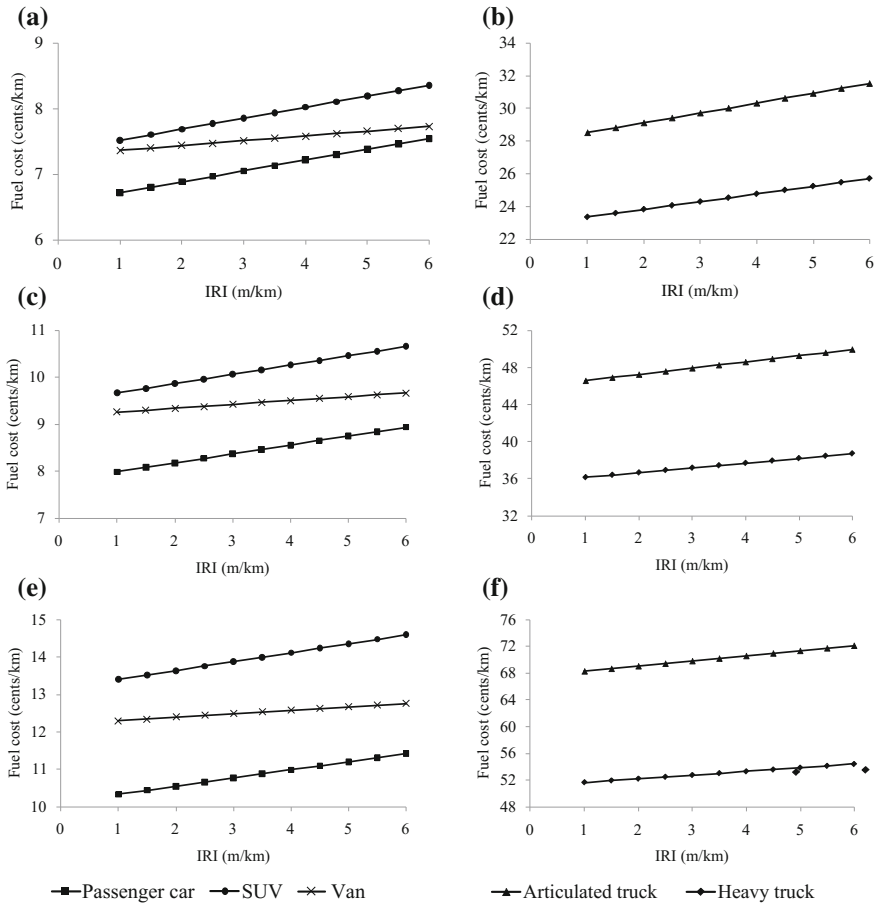 (a)
9
8
7
6
Fuel cost (cents/km)
0 1 2 3 4 5 6
IRI (m/km)
(b)
34
31
28
26
24
22
Fuel cost (cents/km)
0 1 2 3 4 5 6
IRI (m/km)
(c)
11
10
9
8
7
Fuel cost (cents/km)
0 1 2 3 4 5 6
IRI (m/km)
(d)
52
48
44
40
36
32
Fuel cost (cents/km)
0 1 2 3 4 5 6
IRI (m/km)
(e)
15
14
13
12
11
10
Fuel cost (cents/km)
0 1 2 3 4 5 6
IRI (m/km)
(f)
76
72
68
64
60
56
52
48
Fuel cost (cents/km)
0 1 2 3 4 5 6
IRI (m/km)
Passenger car SUV Van
Articulated truck Heavy truck